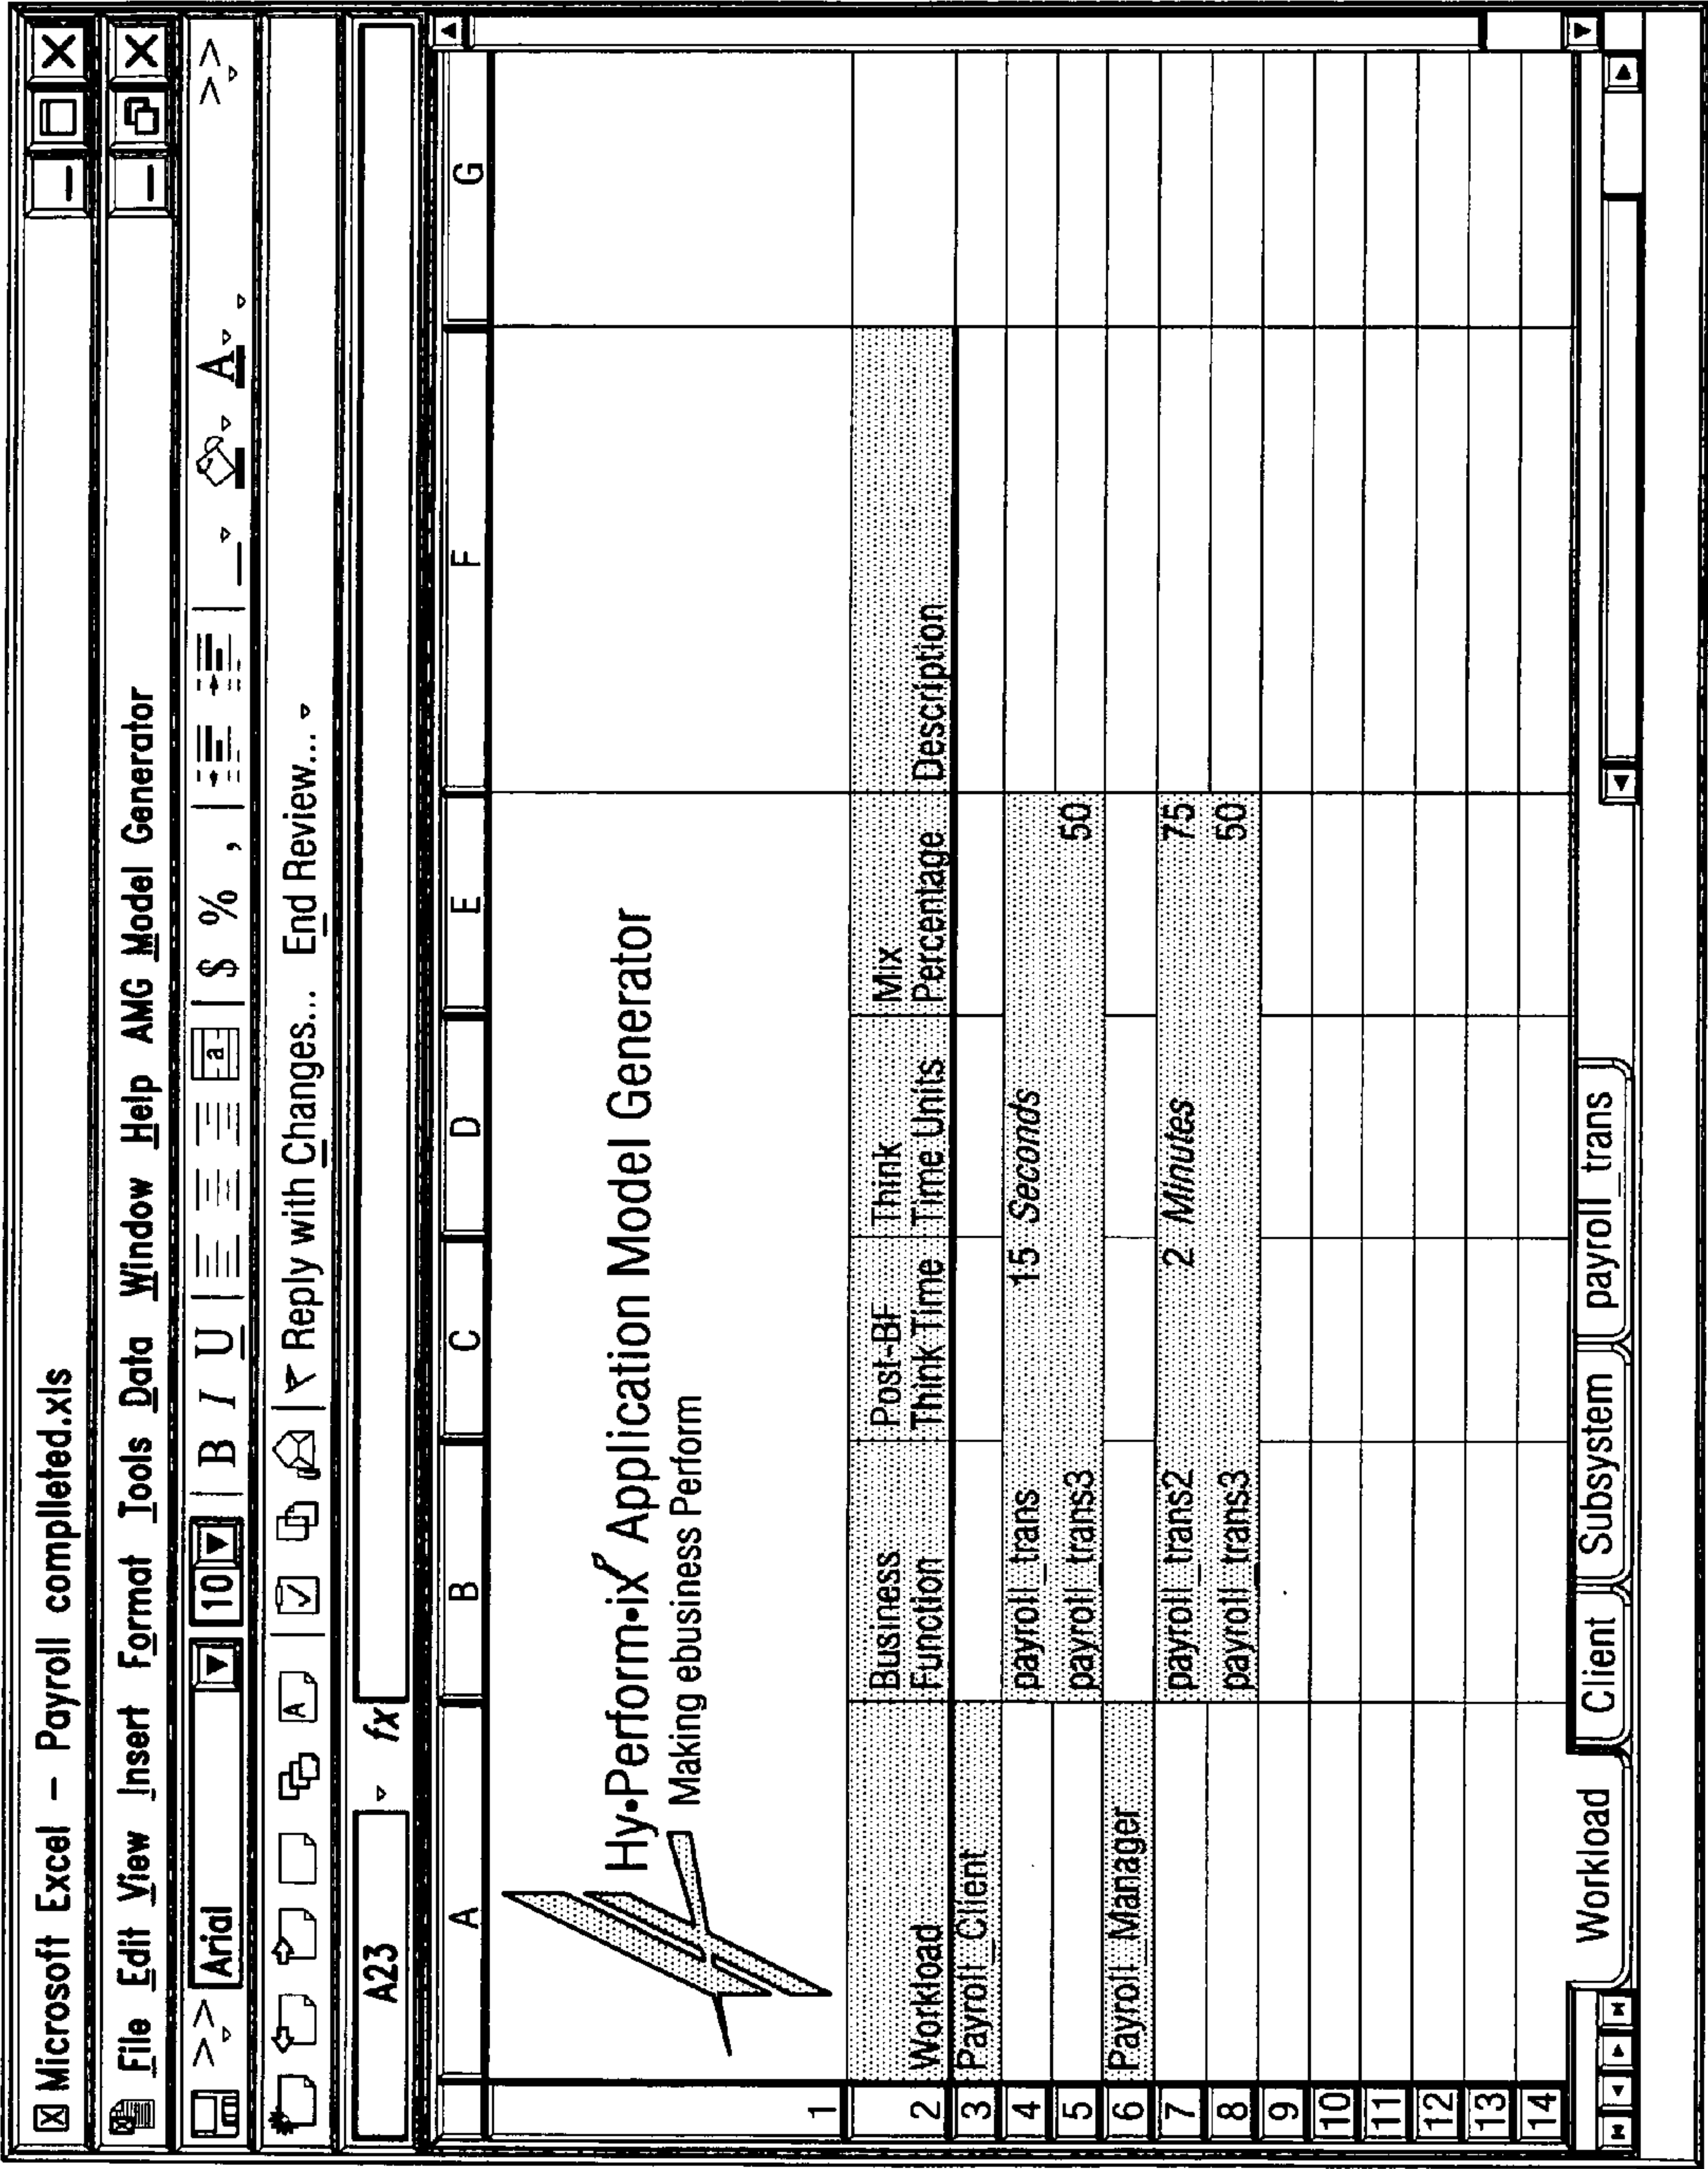 Microsoft Excel – Payroll completed.xls
File Edit View Insert Format Tools Data Window Help AMG Model Generator
>> Arial 10 B I U a $ % , A >>
A Reply with Changes... End Review...
A23 fx
A B C D E F G
1
Hy•Perform•ix Application Model Generator
Making ebusiness Perform
Business Post-BF Think Mix
2 Workload Function Think Time Time Units Percentage Description
3 Payroll_Client
4 payroll_trans 15 Seconds
5 payroll_trans3 50
6 Payroll_Manager
7 payroll_trans2 2 Minutes 75
8 payroll_trans3 50
9
10
11
12
13
14
Workload Client Subsystem payroll_trans